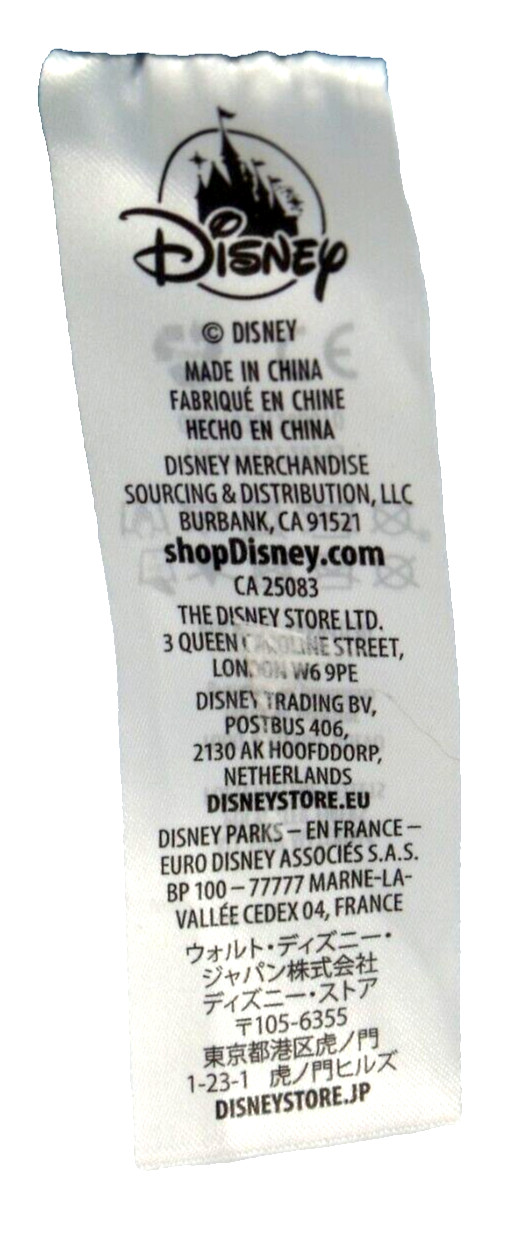 Disney
© DISNEY
MADE IN CHINA
FABRIQUÉ EN CHINE
HECHO EN CHINA
DISNEY MERCHANDISE
SOURCING & DISTRIBUTION, LLC
BURBANK, CA 91521
shopDisney.com
CA 25083
THE DISNEY STORE LTD.
3 QUEEN CAROLINE STREET,
LONDON W6 9PE
DISNEY TRADING BV,
POSTBUS 406,
2130 AK HOOFDDORP,
NETHERLANDS
DISNEYSTORE.EU
DISNEY PARKS – EN FRANCE –
EURO DISNEY ASSOCIÉS S.A.S.
BP 100 – 77777 MARNE-LA-
VALLÉE CEDEX 04, FRANCE
ウォルト・ディズニー・
ジャパン株式会社
ディズニー・ストア
〒105-6355
東京都港区虎ノ門
1-23-1 虎ノ門ヒルズ
DISNEYSTORE.JP